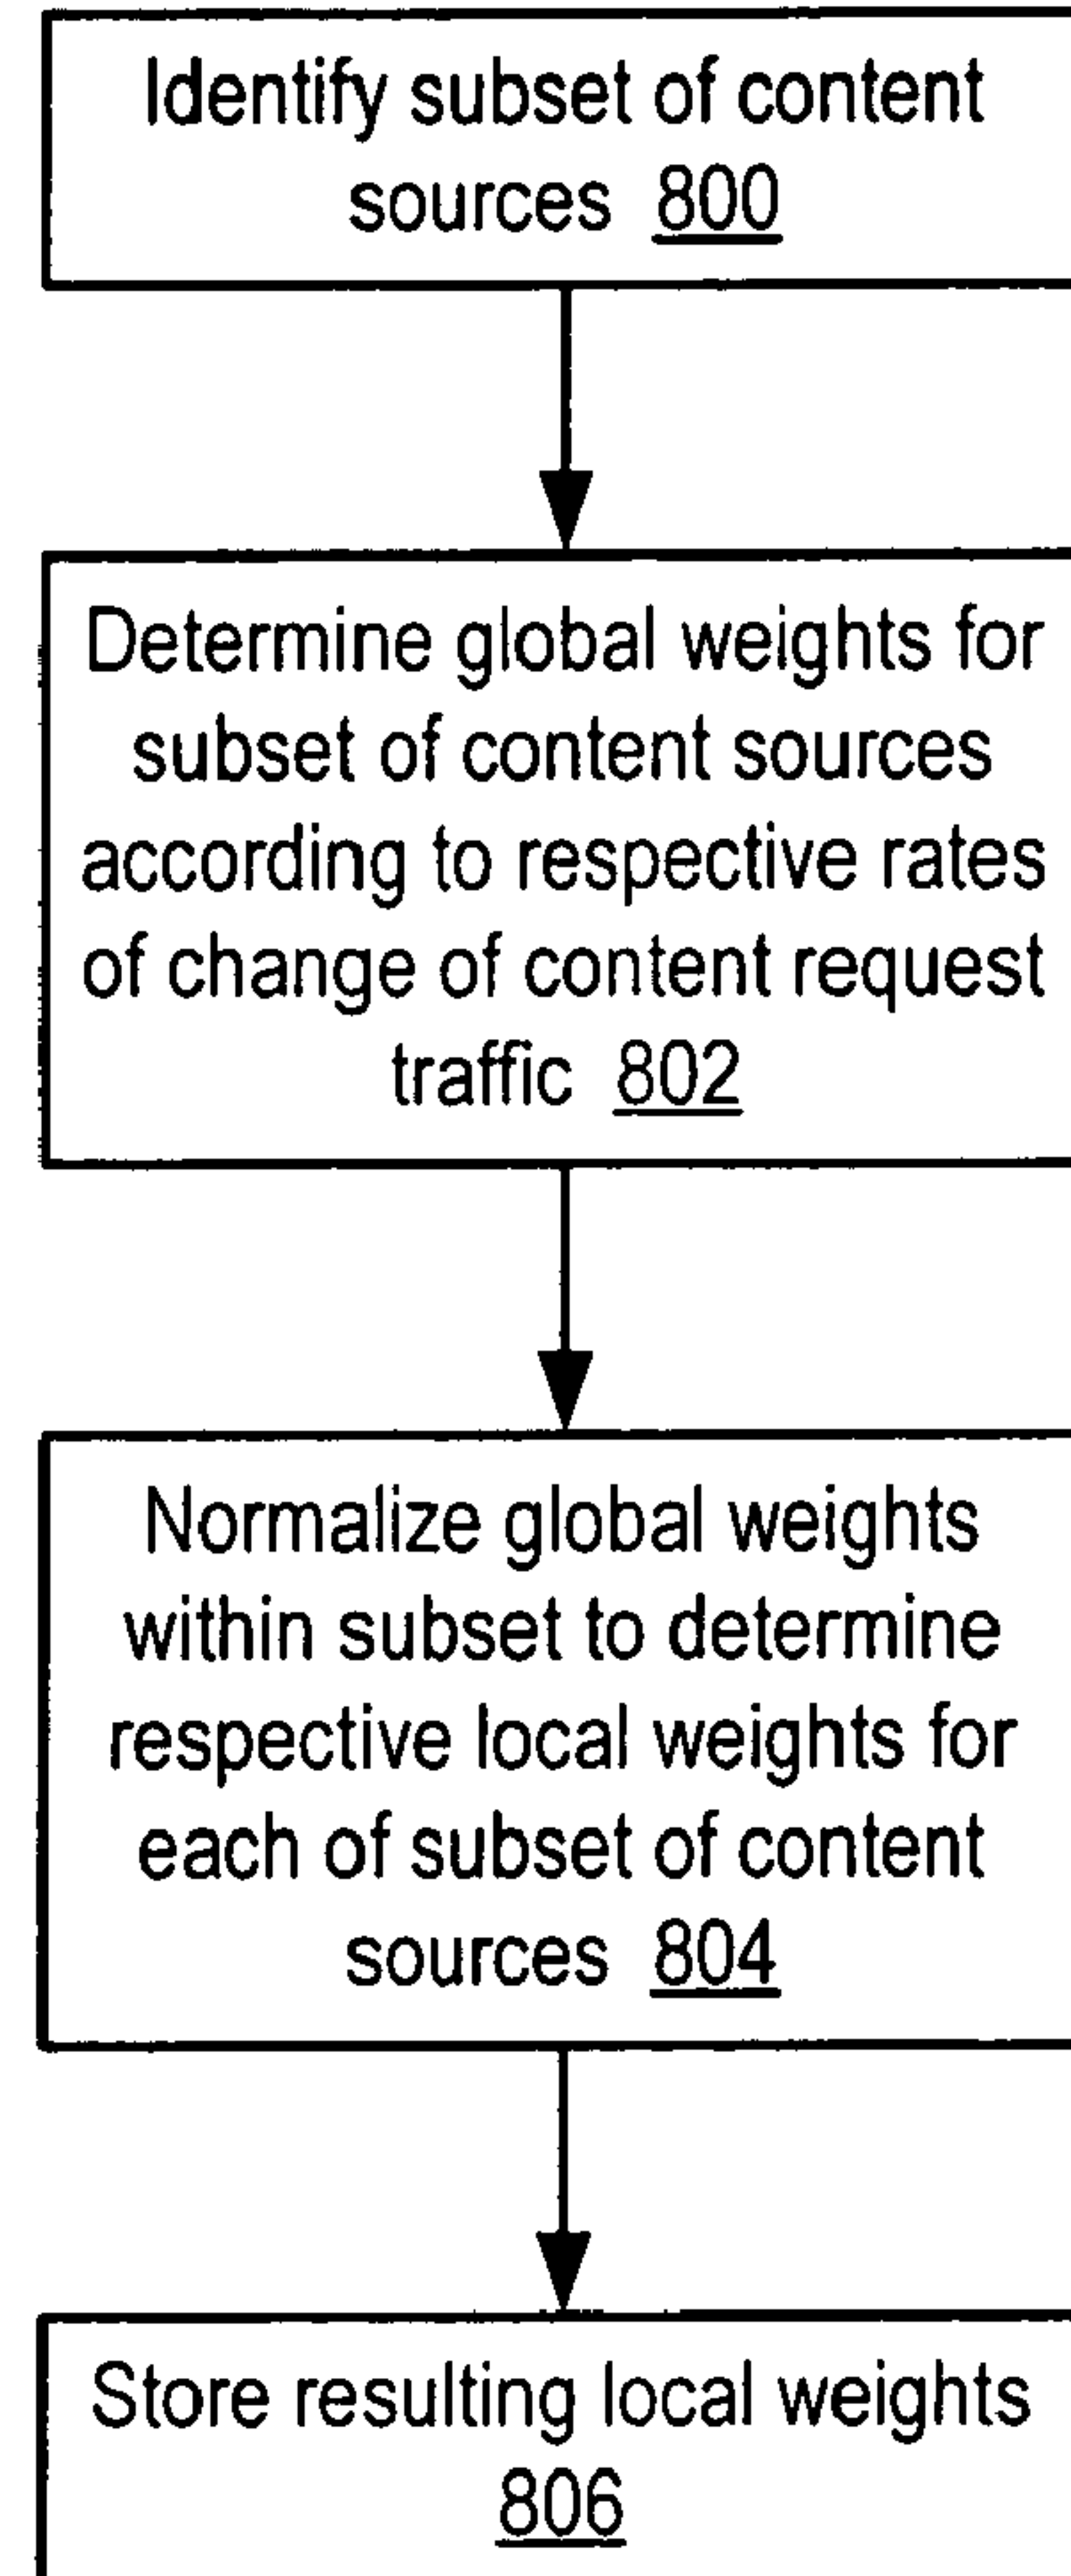 Identify subset of content
sources 800
Determine global weights for
subset of content sources
according to respective rates
of change of content request
traffic 802
Normalize global weights
within subset to determine
respective local weights for
each of subset of content
sources 804
Store resulting local weights
806